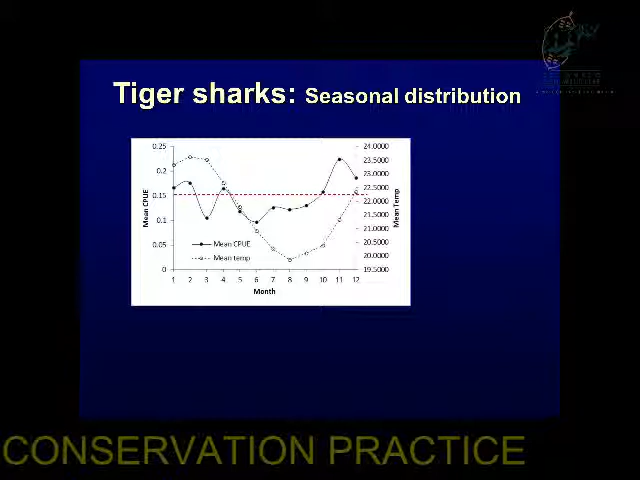 Tiger sharks: Seasonal distribution
0.25
0.2
0.15
0.1
0.05
0
Mean CPUE
24.0000
23.5000
23.0000
22.5000
22.0000
21.5000
21.0000
20.5000
20.0000
19.5000
Mean Temp
Mean CPUE
Mean temp
1 2 3 4 5 6 7 8 9 10 11 12
Month
CONSERVATION PRACTICE